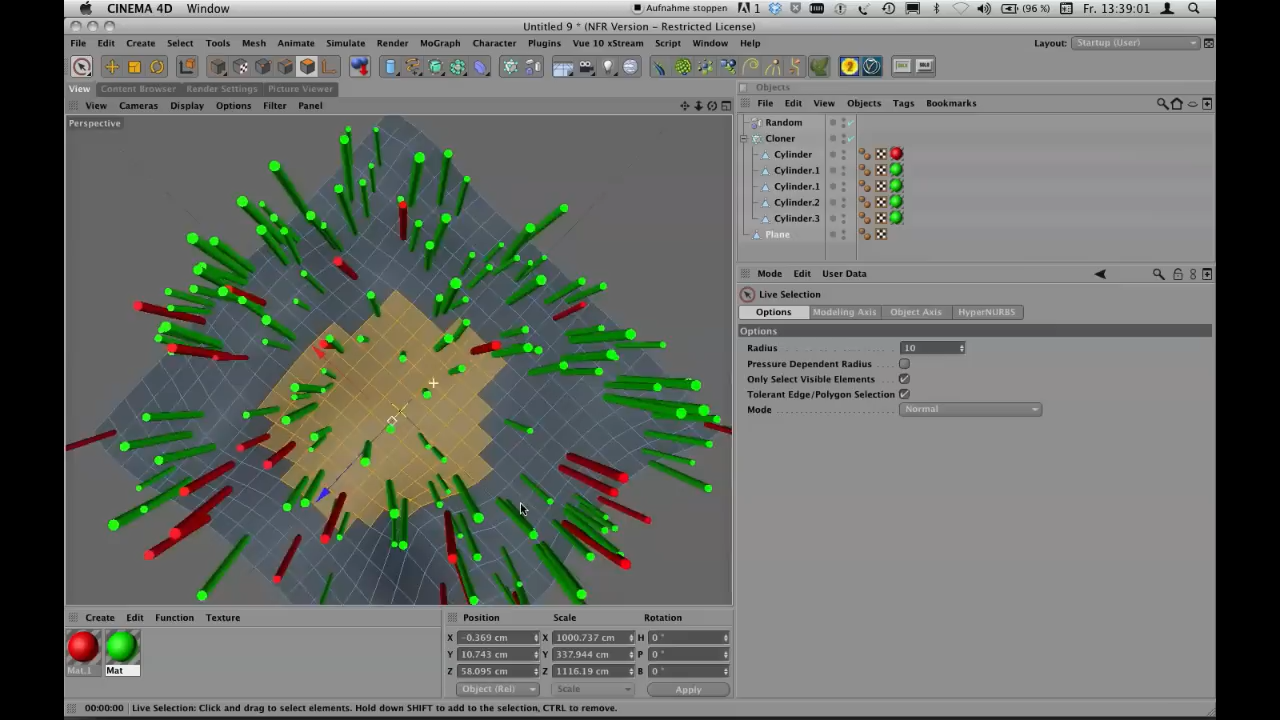 CINEMA 4D Window Aufnahme stoppen 1 (96 %) Fr. 13:39:01
Untitled 9 * (NFR Version - Restricted License)
File Edit Create Select Tools Mesh Animate Simulate Render MoGraph Character Plugins Vue 10 xStream Script Window Help Layout: Startup (User)
View Content Browser Render Settings Picture Viewer
Objects
View Cameras Display Options Filter Panel
File Edit View Objects Tags Bookmarks
Perspective
Random
Cloner
Cylinder
Cylinder.1
Cylinder.1
Cylinder.2
Cylinder.3
Plane
Mode Edit User Data
Live Selection
Options Modeling Axis Object Axis HyperNURBS
Options
Radius 10
Pressure Dependent Radius
Only Select Visible Elements
Tolerant Edge/Polygon Selection
Mode Normal
Create Edit Function Texture
Mat.1 Mat
Position Scale Rotation
X -0.369 cm X 1000.737 cm H 0 °
Y 10.743 cm Y 337.944 cm P 0 °
Z 58.095 cm Z 1116.19 cm B 0 °
Object (Rel) Scale Apply
00:00:00 Live Selection: Click and drag to select elements. Hold down SHIFT to add to the selection, CTRL to remove.